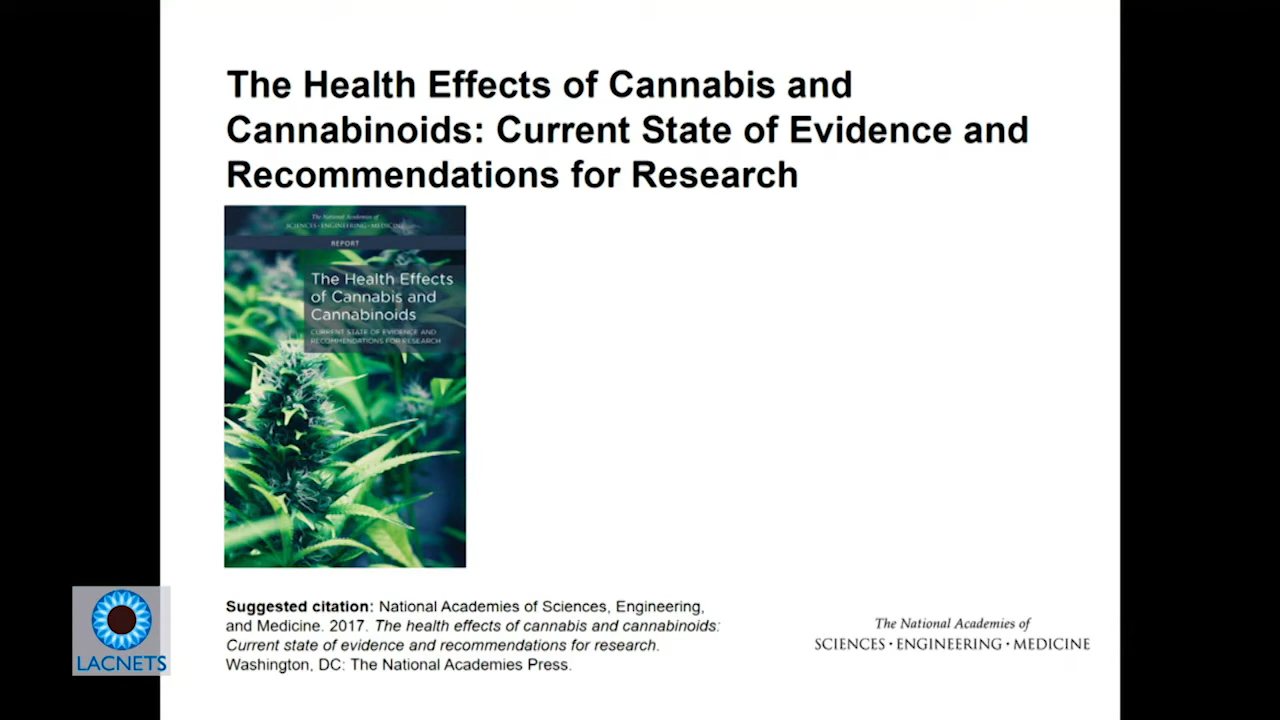 The Health Effects of Cannabis and
Cannabinoids: Current State of Evidence and
Recommendations for Research
The National Academies of
SCIENCES • ENGINEERING • MEDICINE
REPORT
The Health Effects
of Cannabis and
Cannabinoids
CURRENT STATE OF EVIDENCE AND
RECOMMENDATIONS FOR RESEARCH
Suggested citation: National Academies of Sciences, Engineering,
and Medicine. 2017. The health effects of cannabis and cannabinoids:
Current state of evidence and recommendations for research.
Washington, DC: The National Academies Press.
The National Academies of
SCIENCES • ENGINEERING • MEDICINE
LACNETS